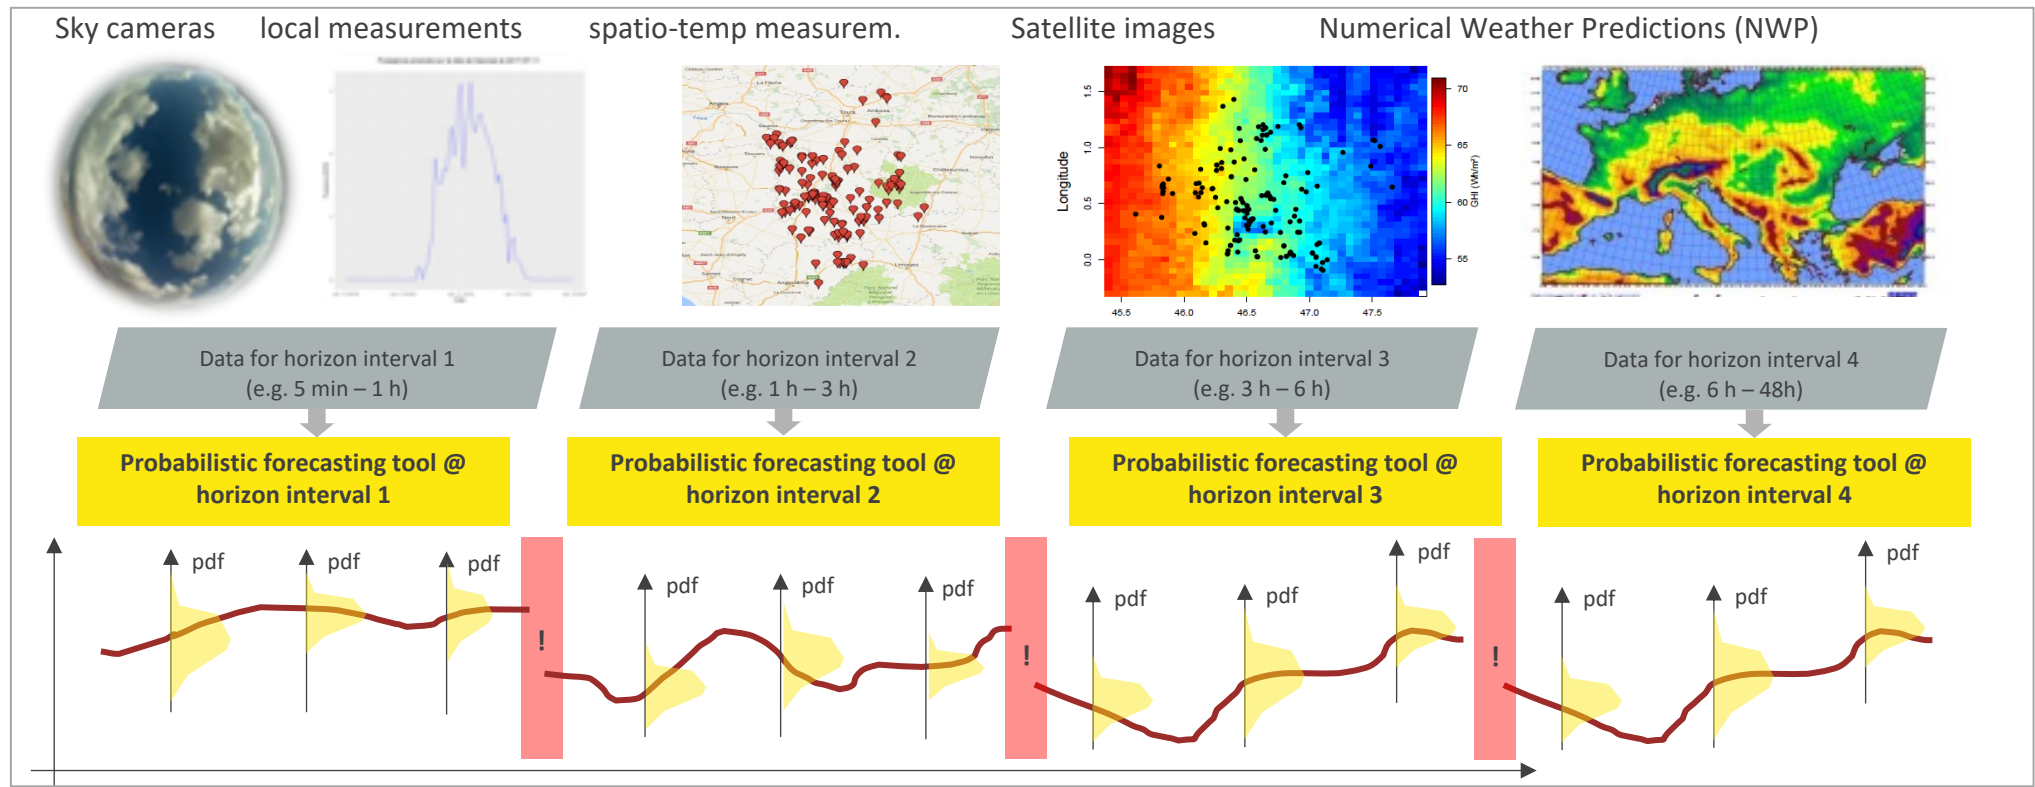 Sky cameras
local measurements
spatio-temp measurem.
Satellite images
Numerical Weather Predictions (NWP)
Tours
Angers
Longitude
1.5
1.0
0.5
0.0
45.5
46.0
46.5
47.0
47.5
70
65
60
55
GHI (Wh/m²)
Data for horizon interval 1
(e.g. 5 min – 1 h)
Data for horizon interval 2
(e.g. 1 h – 3 h)
Data for horizon interval 3
(e.g. 3 h – 6 h)
Data for horizon interval 4
(e.g. 6 h – 48h)
Probabilistic forecasting tool @
horizon interval 1
Probabilistic forecasting tool @
horizon interval 2
Probabilistic forecasting tool @
horizon interval 3
Probabilistic forecasting tool @
horizon interval 4
pdf
pdf
pdf
!
pdf
pdf
pdf
!
pdf
pdf
pdf
!
pdf
pdf
pdf